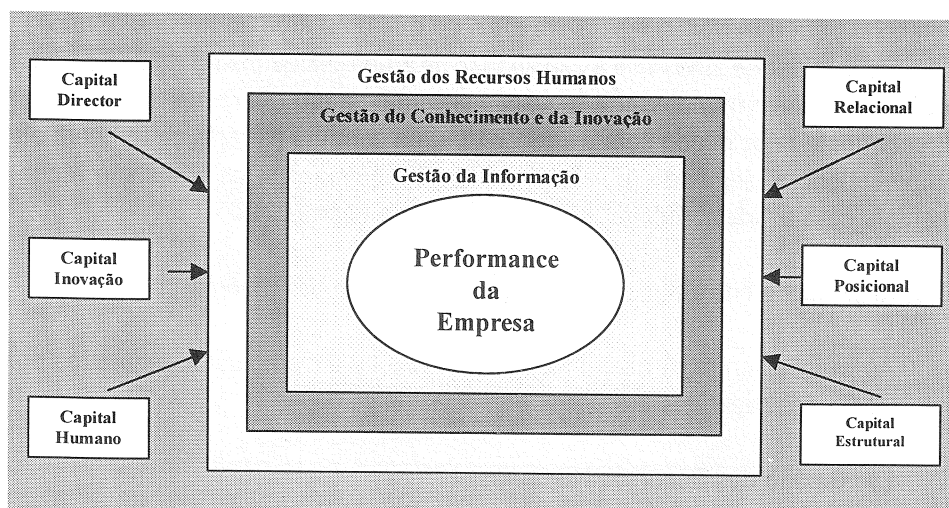 Capital
Director
Capital
Inovação
Capital
Humano
Gestão dos Recursos Humanos
Gestão do Conhecimento e da Inovação
Gestão da Informação
Performance
da
Empresa
Capital
Relacional
Capital
Posicional
Capital
Estrutural